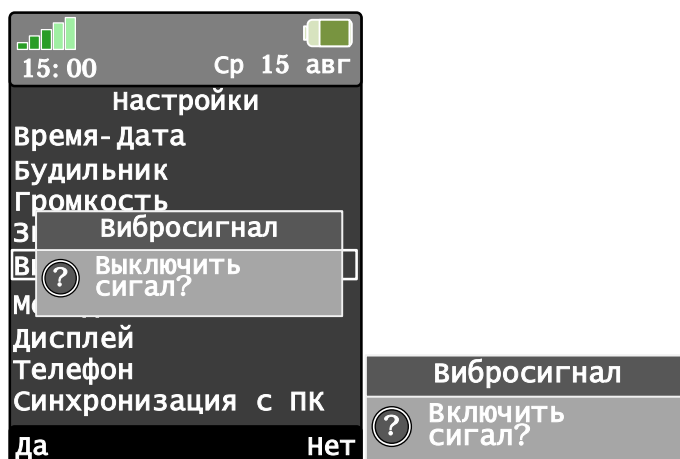 15:00 Ср 15 авг
Настройки
Время-Дата
Будильник
Громкость
Вибросигнал
Выключить
сигал?
Дисплей
Телефон
Синхронизация с ПК
Да Нет
Вибросигнал
Включить
сигал?